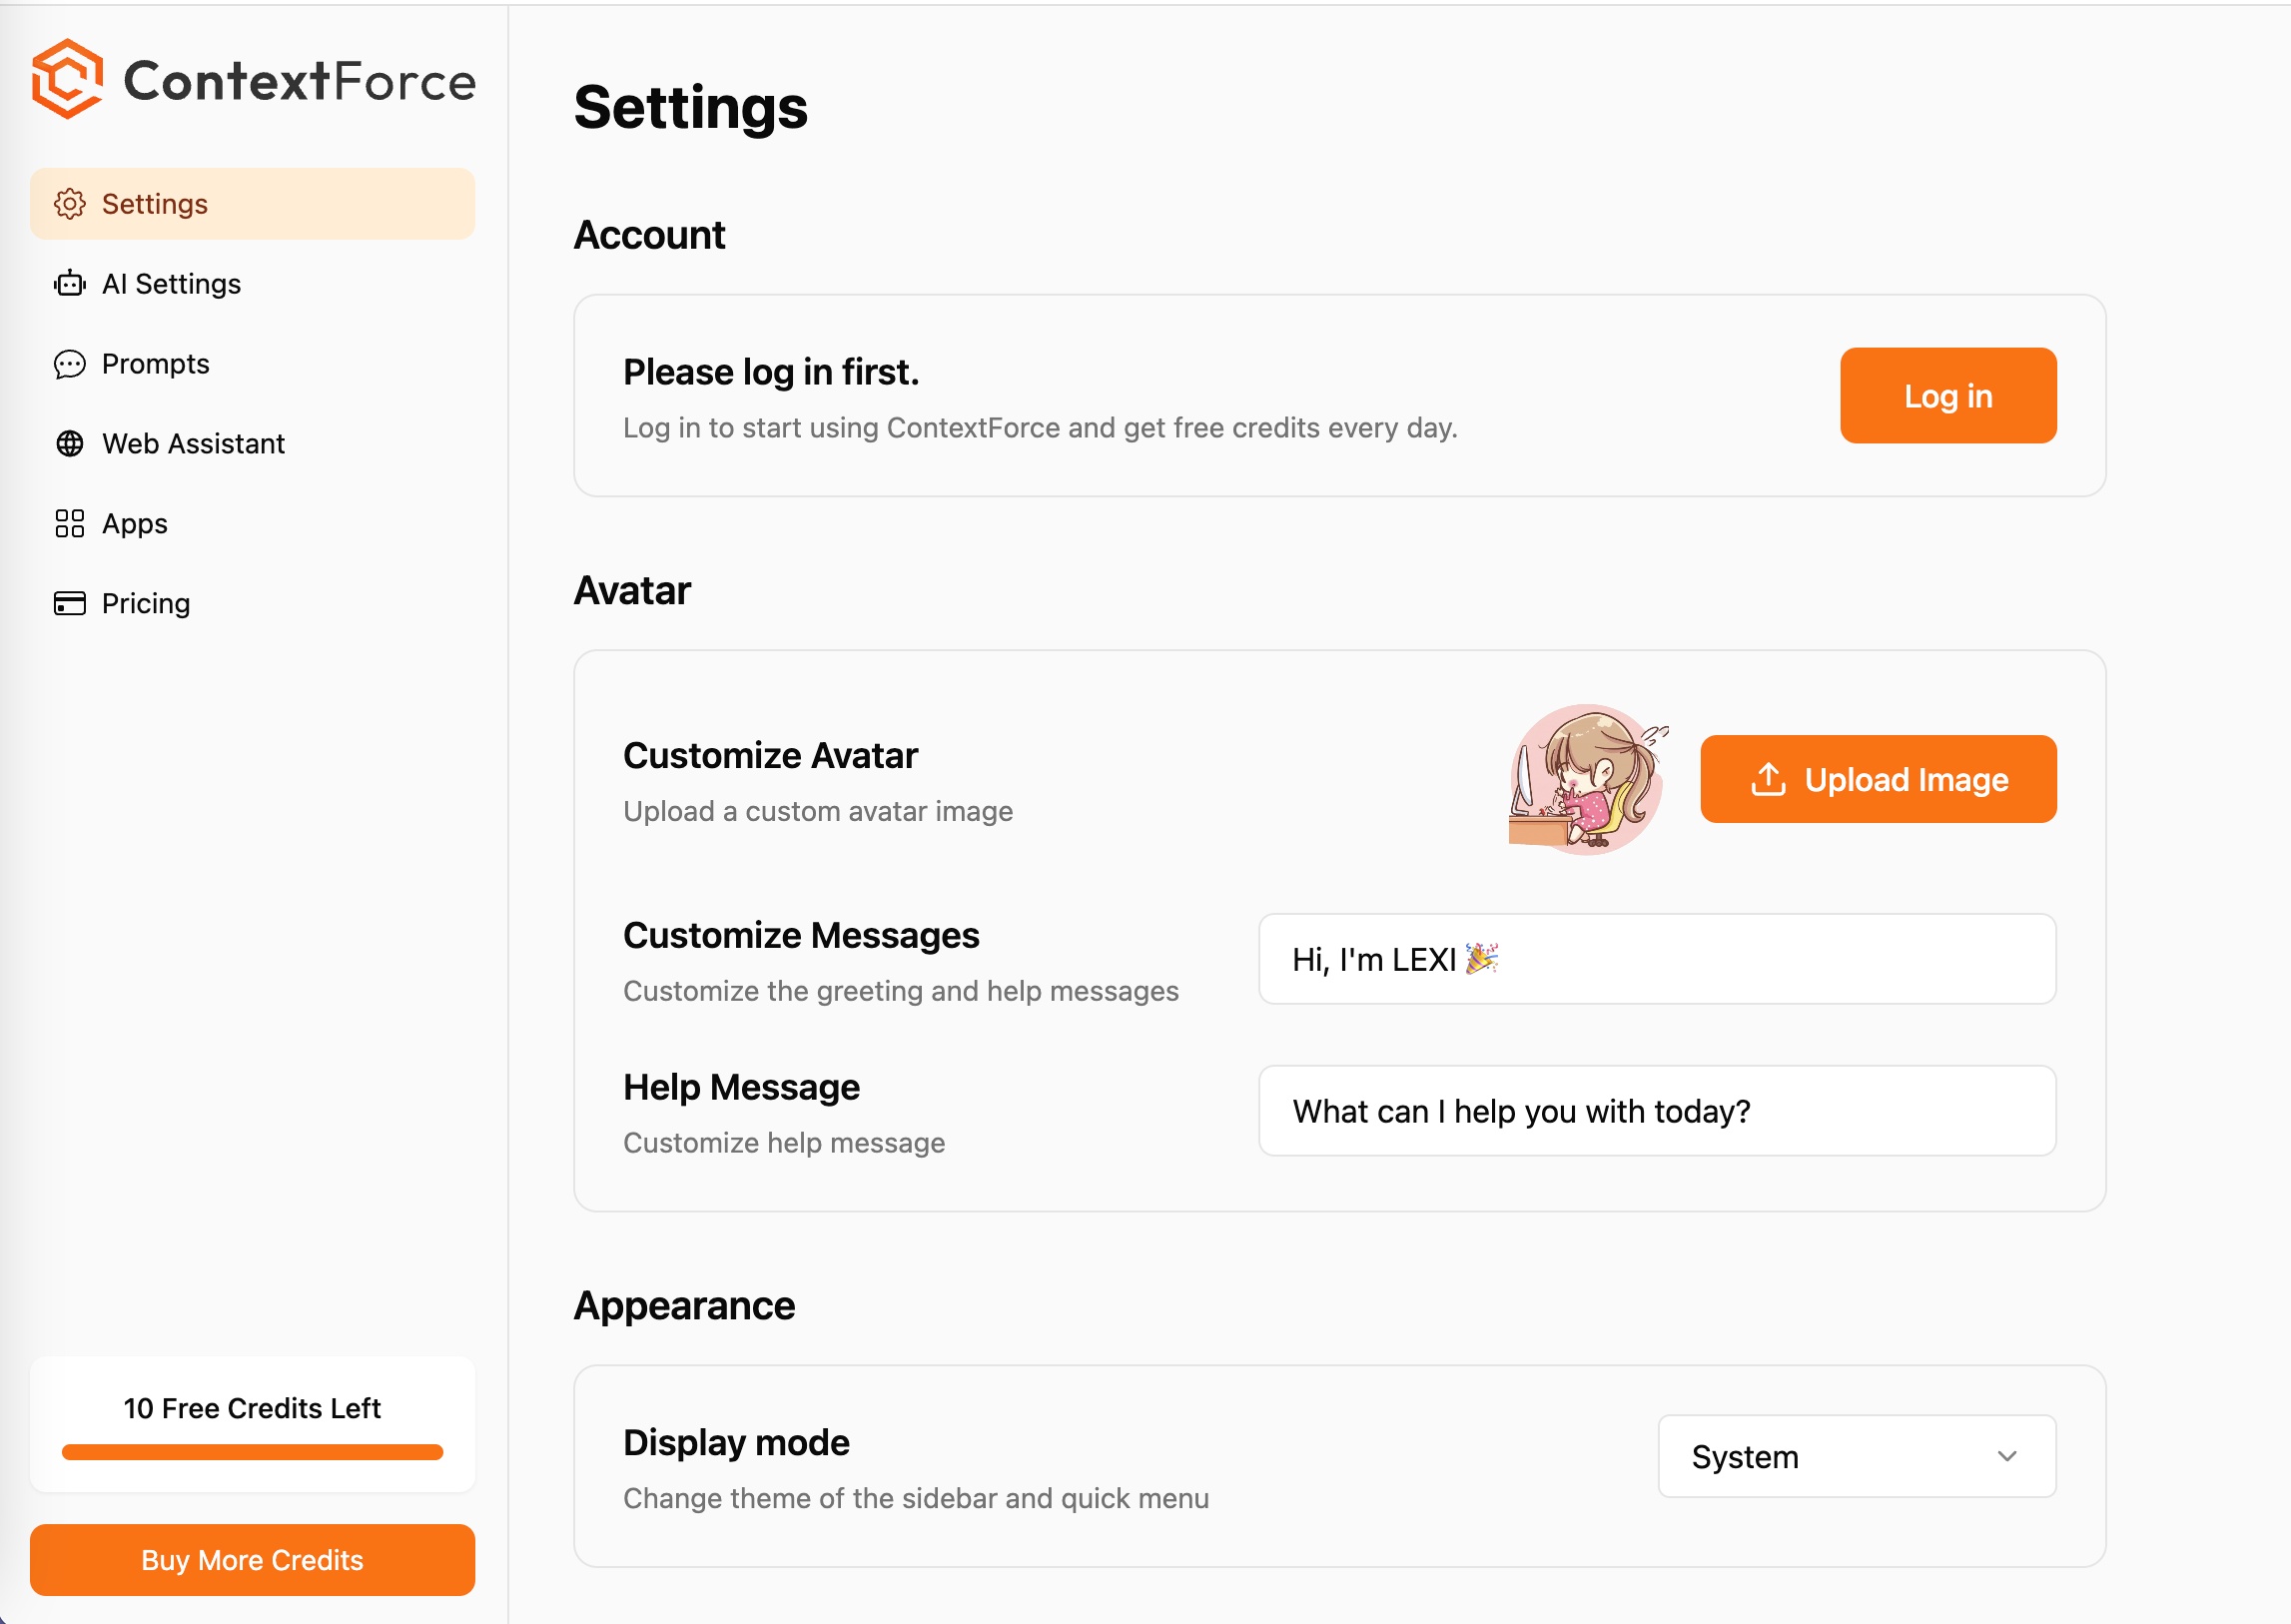 ContextForce
Settings
AI Settings
Prompts
Web Assistant
Apps
Pricing
10 Free Credits Left
Buy More Credits
Settings
Account
Please log in first.
Log in to start using ContextForce and get free credits every day.
Log in
Avatar
Customize Avatar
Upload a custom avatar image
Upload Image
Customize Messages
Customize the greeting and help messages
Hi, I'm LEXI 🎉
Help Message
Customize help message
What can I help you with today?
Appearance
Display mode
Change theme of the sidebar and quick menu
System